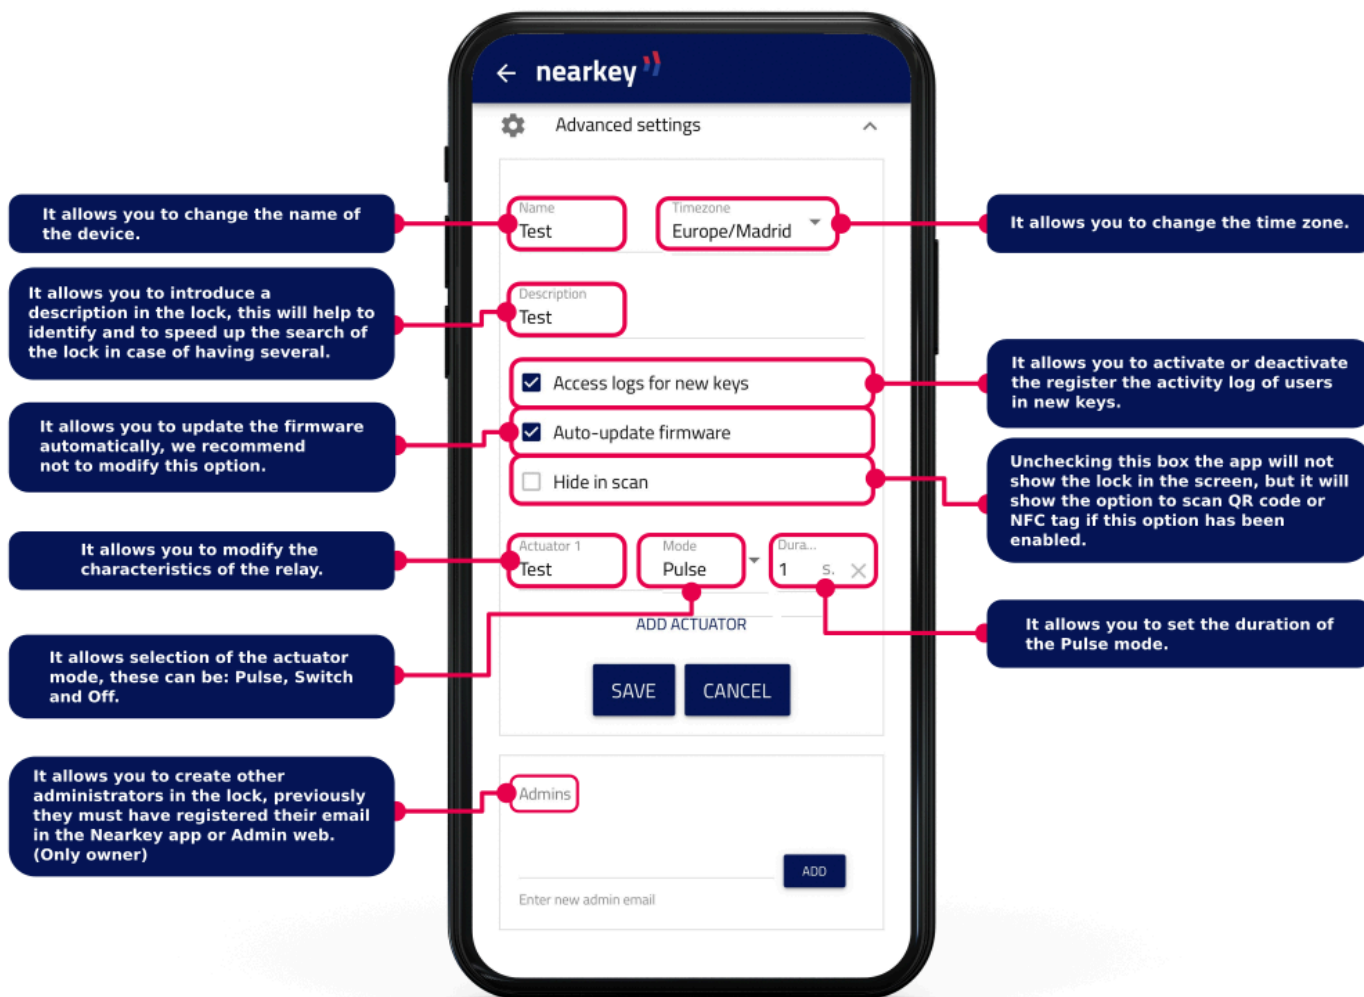 nearkey
Advanced settings
It allows you to change the name of
the device.
Name
Test
Timezone
Europe/Madrid
It allows you to change the time zone.
It allows you to introduce a
description in the lock, this will help to
identify and to speed up the search of
the lock in case of having several.
Description
Test
Access logs for new keys
It allows you to activate or deactivate
the register the activity log of users
in new keys.
It allows you to update the firmware
automatically, we recommend
not to modify this option.
Auto-update firmware
Hide in scan
Unchecking this box the app will not
show the lock in the screen, but it will
show the option to scan QR code or
NFC tag if this option has been
enabled.
It allows you to modify the
characteristics of the relay.
Actuator 1
Test
Mode
Pulse
Dura...
1 s.
ADD ACTUATOR
It allows you to set the duration of
the Pulse mode.
It allows selection of the actuator
mode, these can be: Pulse, Switch
and Off.
SAVE CANCEL
It allows you to create other
administrators in the lock, previously
they must have registered their email
in the Nearkey app or Admin web.
(Only owner)
Admins
ADD
Enter new admin email